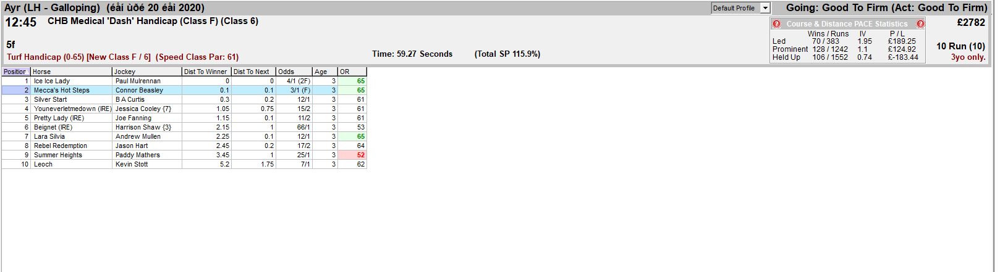 Ayr (LH - Galloping)  (éåí ùðé 20 éåì 2020)
Default Profile
Going: Good To Firm (Act: Good To Firm)
12:45 CHB Medical 'Dash' Handicap (Class F) (Class 6)
£2782
5f
Turf Handicap (0-65) [New Class F / 6]  (Speed Class Par: 61)
Time: 59.27 Seconds (Total SP 115.9%)
? Course & Distance PACE Statistics ?
Wins / Runs IV P / L
Led 70 / 383 1.95 £189.25
Prominent 128 / 1242 1.1 £124.92
Held Up 106 / 1552 0.74 £-183.44
10 Run (10)
3yo only.
Position Horse Jockey Dist To Winner Dist To Next Odds Age OR
1 Ice Ice Lady Paul Mulrennan 0 0 4/1 (2F) 3 65
2 Mecca's Hot Steps Connor Beasley 0.1 0.1 3/1 (F) 3 65
3 Silver Start B A Curtis 0.3 0.2 12/1 3 61
4 Youneverletmedown (IRE) Jessica Cooley {7} 1.05 0.75 15/2 3 61
5 Pretty Lady (IRE) Joe Fanning 1.15 0.1 11/2 3 61
6 Beignet (IRE) Harrison Shaw {3} 2.15 1 66/1 3 53
7 Lara Silvia Andrew Mullen 2.25 0.1 12/1 3 65
8 Rebel Redemption Jason Hart 2.45 0.2 17/2 3 64
9 Summer Heights Paddy Mathers 3.45 1 25/1 3 52
10 Leoch Kevin Stott 5.2 1.75 7/1 3 62